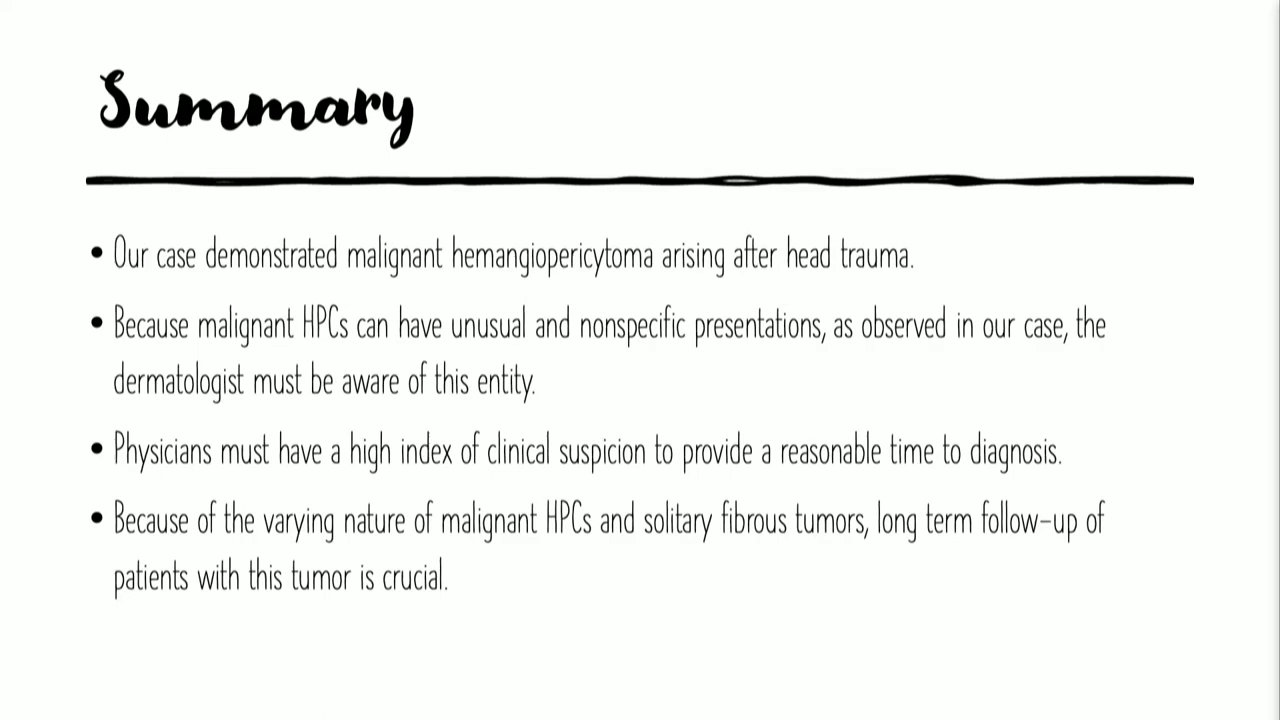 Summary
• Our case demonstrated malignant hemangiopericytoma arising after head trauma.
• Because malignant HPCs can have unusual and nonspecific presentations, as observed in our case, the
dermatologist must be aware of this entity.
• Physicians must have a high index of clinical suspicion to provide a reasonable time to diagnosis.
• Because of the varying nature of malignant HPCs and solitary fibrous tumors, long term follow-up of
patients with this tumor is crucial.